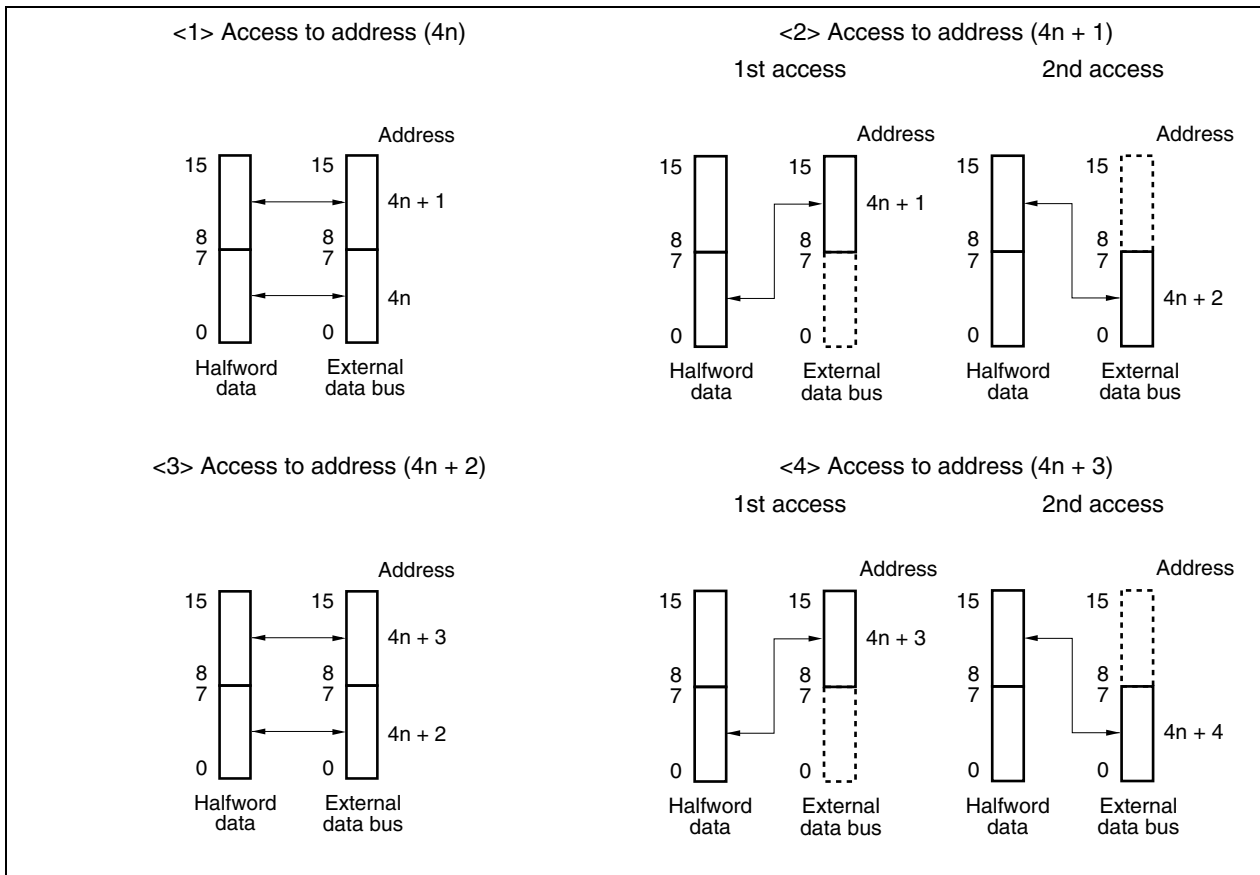 <1> Access to address (4n)
Address
15 15
4n + 1
8 8
7 7
4n
0 0
Halfword data External data bus
<2> Access to address (4n + 1)
1st access 2nd access
Address Address
15 15 15 15
4n + 1
8 8 8 8
7 7 7 7
4n + 2
0 0 0 0
Halfword data External data bus Halfword data External data bus
<3> Access to address (4n + 2)
Address
15 15
4n + 3
8 8
7 7
4n + 2
0 0
Halfword data External data bus
<4> Access to address (4n + 3)
1st access 2nd access
Address Address
15 15 15 15
4n + 3
8 8 8 8
7 7 7 7
4n + 4
0 0 0 0
Halfword data External data bus Halfword data External data bus